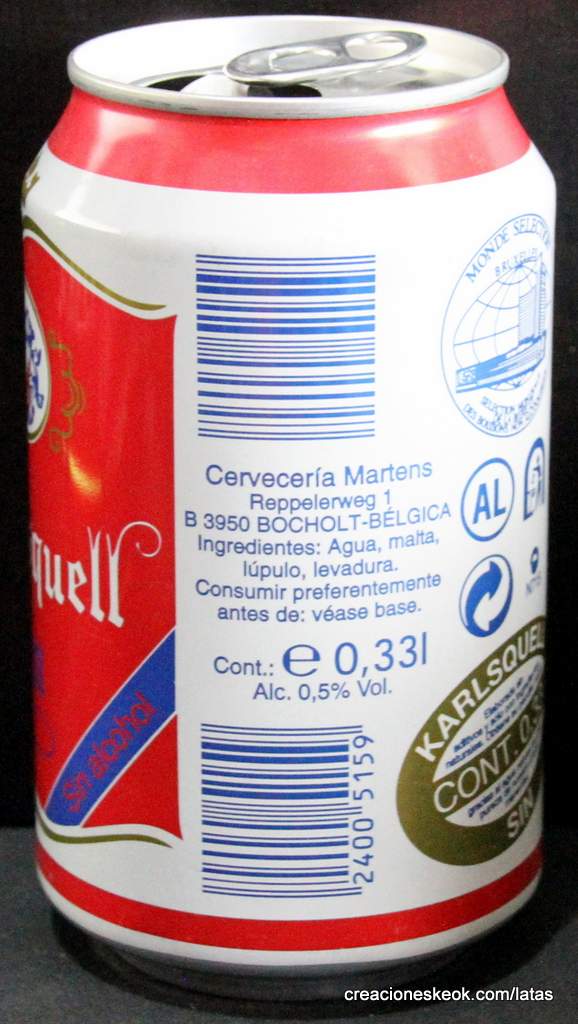 MONDE SELECTION
BRUXELLES
quell
Sin alcohol
Cervecería Martens
Reppelerweg 1
B 3950 BOCHOLT-BÉLGICA
Ingredientes: Agua, malta,
lúpulo, levadura.
Consumir preferentemente
antes de: véase base.
Cont.: e 0,33l
Alc. 0,5% Vol.
2400 5159
AL
KARLSQUEL
CONT. 0,3
SIN
creacioneskeok.com/latas